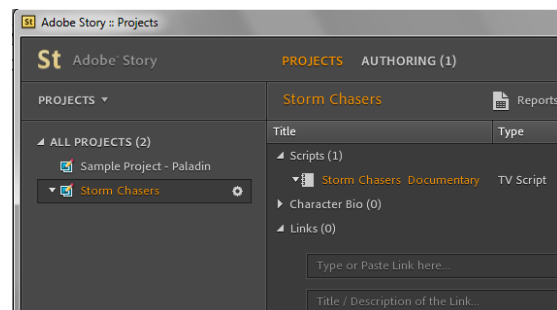 St Adobe Story :: Projects
St Adobe® Story
PROJECTS AUTHORING (1)
PROJECTS
Storm Chasers
Reports
ALL PROJECTS (2)
Sample Project - Paladin
Storm Chasers
Title Type
Scripts (1)
Storm Chasers Documentary TV Script
Character Bio (0)
Links (0)
Type or Paste Link here...
Title / Description of the Link...